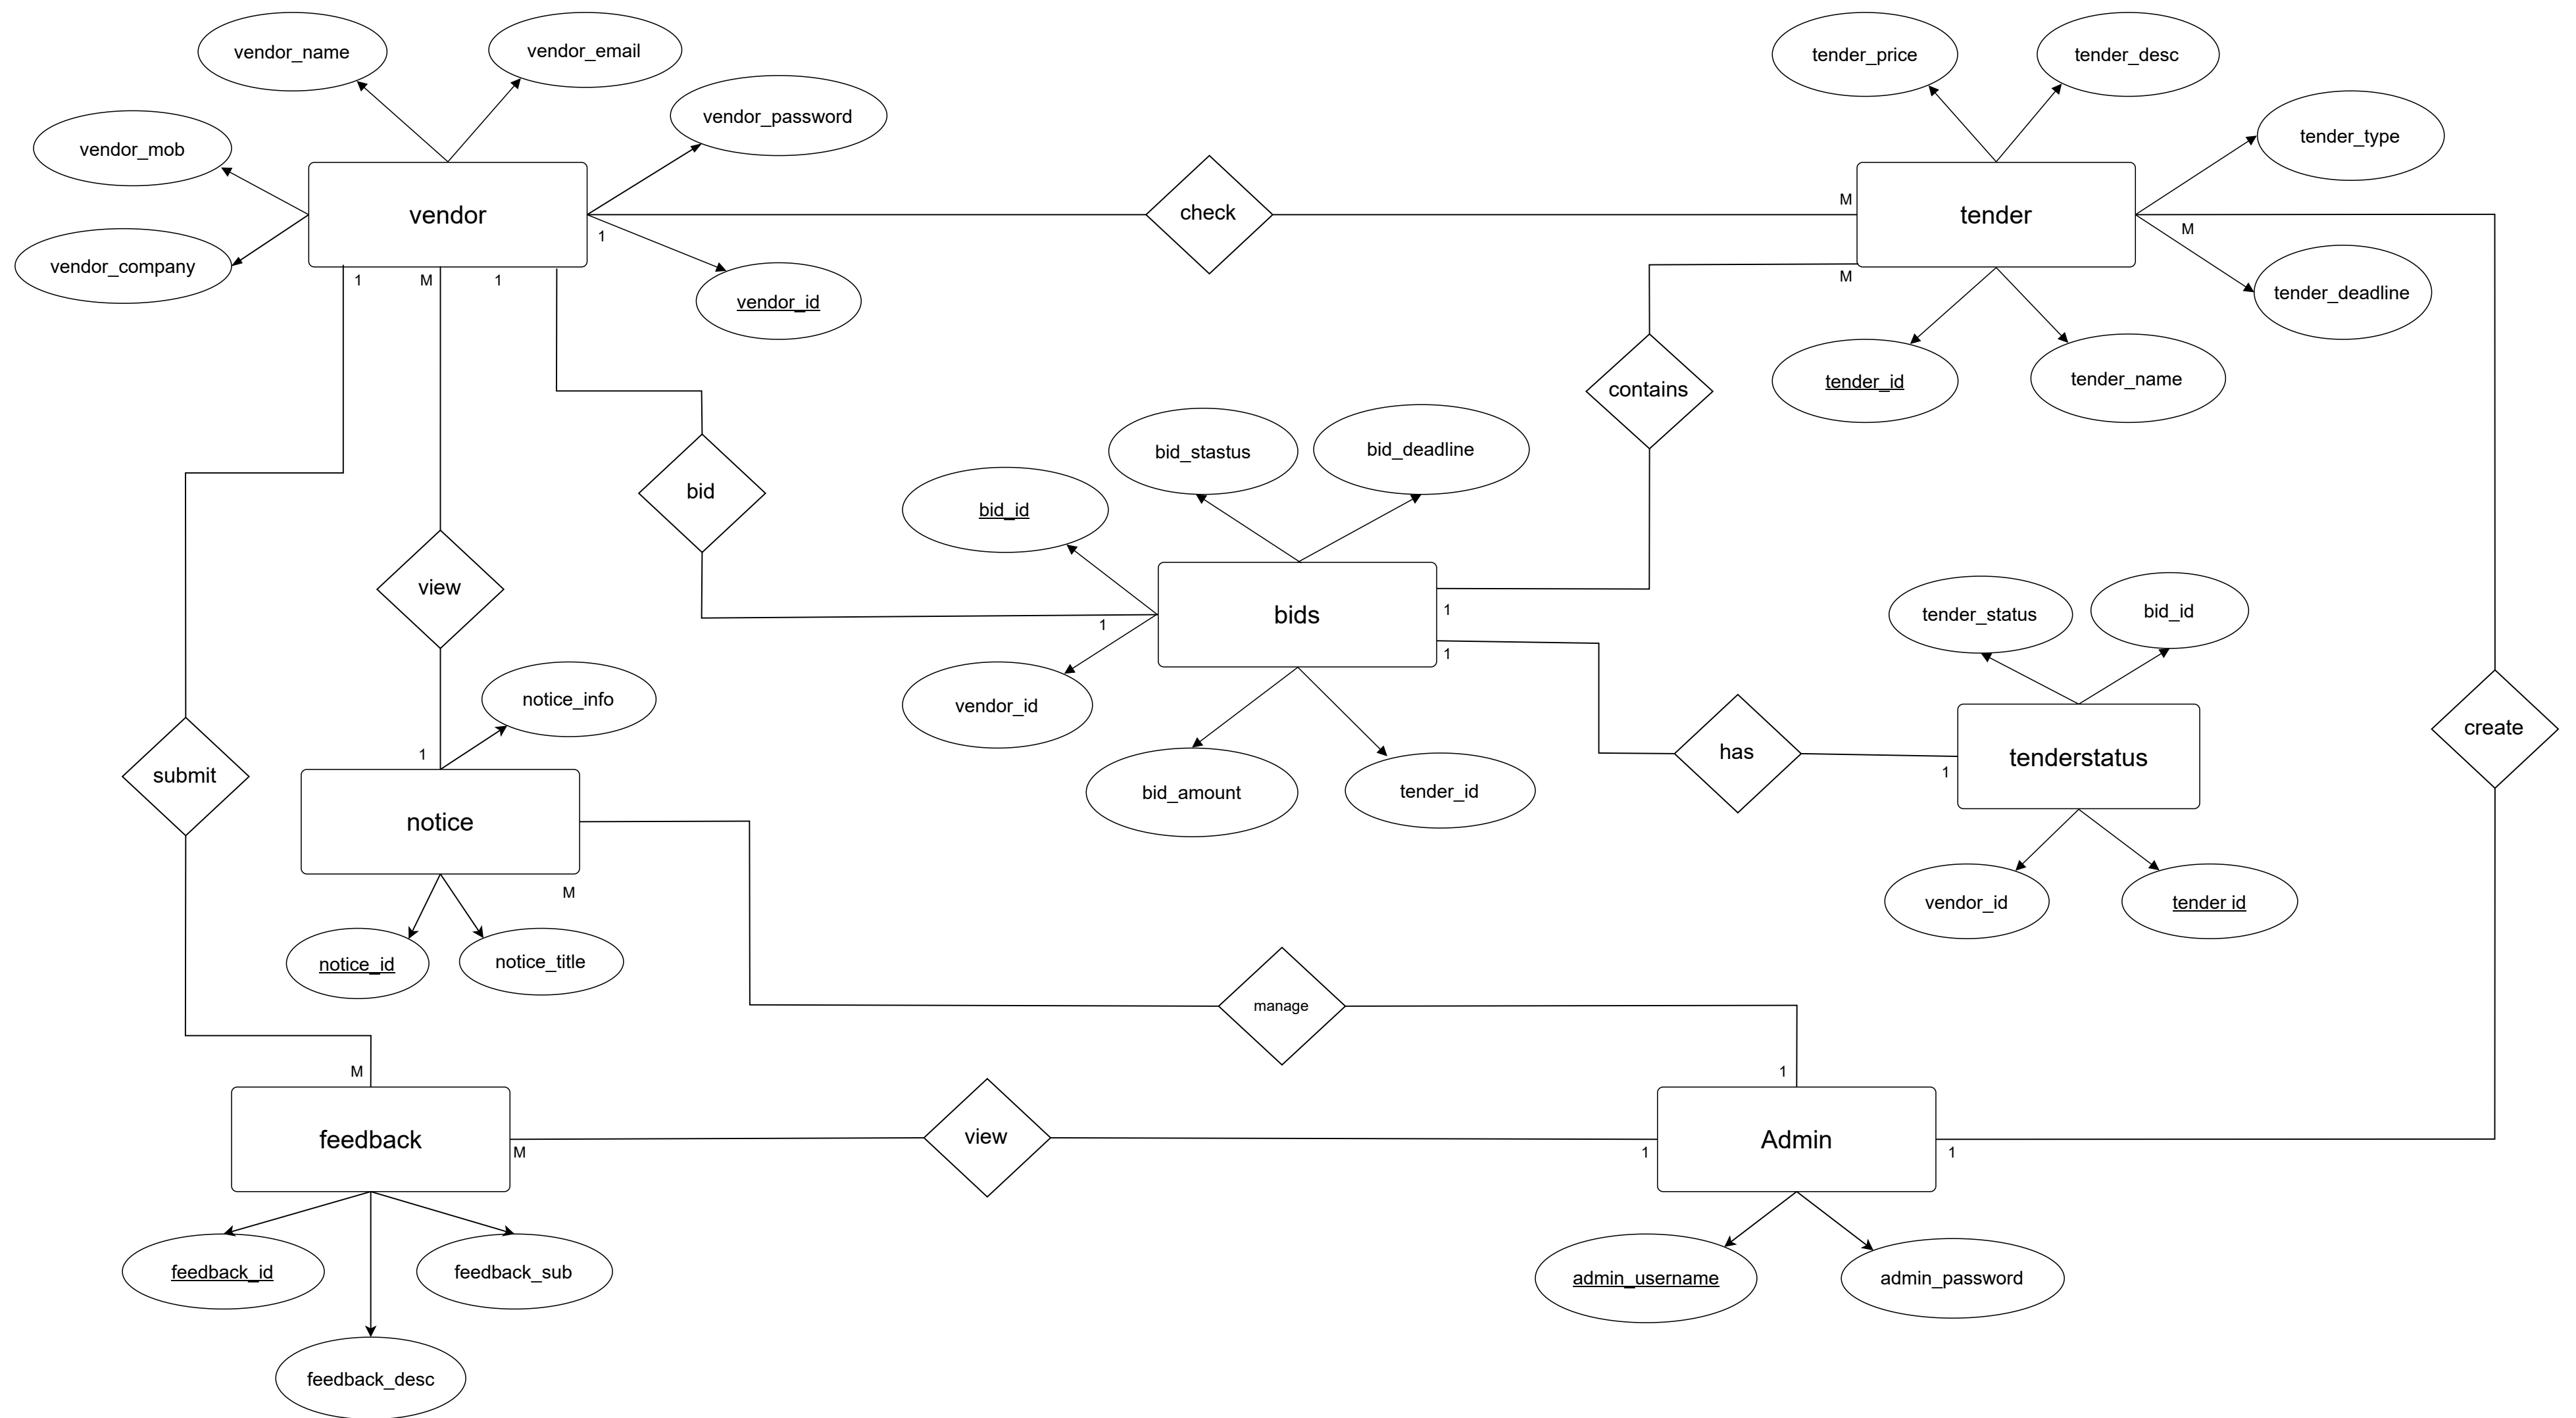 vendor_name
vendor_email
tender_price
tender_desc
vendor_password
tender_type
vendor_mob
vendor
check
M
tender
M
1
vendor_company
1
M
1
M
tender_deadline
vendor_id
tender_id
tender_name
contains
bid_stastus
bid_deadline
bid
bid_id
view
bids
1
1
1
tender_status
bid_id
notice_info
vendor_id
create
1
has
tenderstatus
1
submit
bid_amount
tender_id
notice
M
vendor_id
tender id
notice_id
notice_title
manage
M
1
feedback
M
view
1
Admin
1
feedback_id
feedback_sub
admin_username
admin_password
feedback_desc